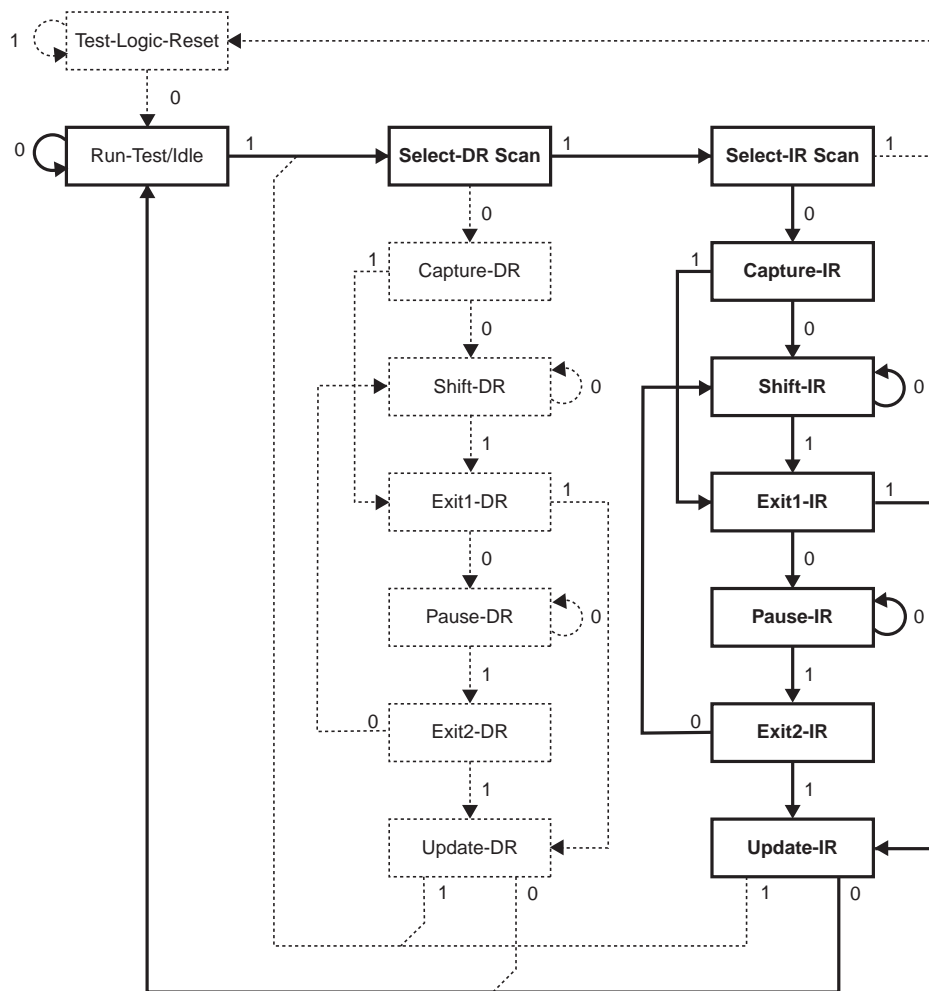 1 Test-Logic-Reset
0
0 Run-Test/Idle 1 Select-DR Scan 1 Select-IR Scan 1
0 0
1 Capture-DR 1 Capture-IR
0 0
Shift-DR 0 Shift-IR 0
1 1
Exit1-DR 1 Exit1-IR 1
0 0
Pause-DR 0 Pause-IR 0
1 1
0 Exit2-DR 0 Exit2-IR
1 1
Update-DR Update-IR
1 0 1 0